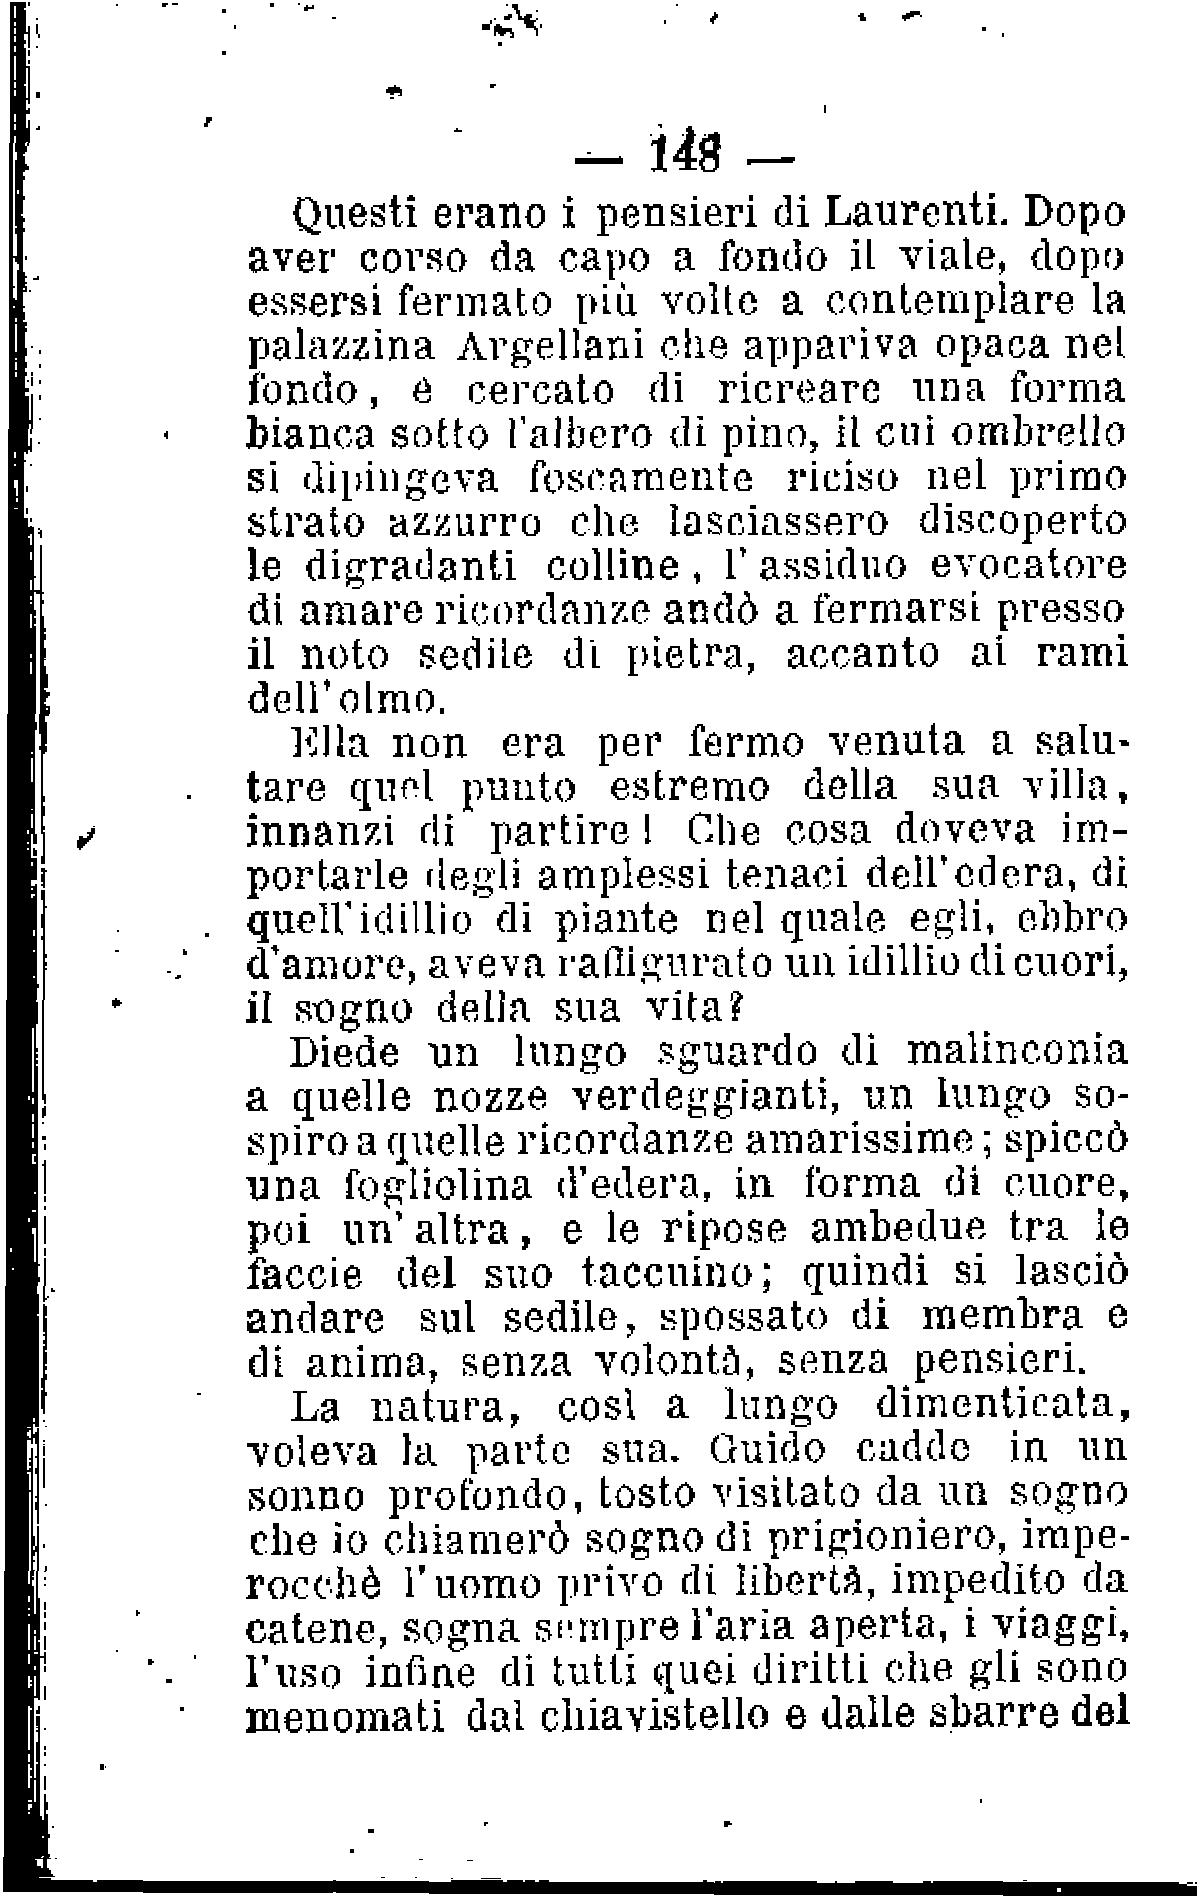 — 148 —
Questi erano i pensieri di Laurenti. Dopo
aver corso da capo a fondo il viale, dopo
essersi fermato più volte a contemplare la
palazzina Argellani che appariva opaca nel
fondo, e cercato di ricreare una forma
bianca sotto l'albero di pino, il cui ombrello
si dipingeva foscamente riciso nel primo
strato azzurro che lasciassero discoperto
le digradanti colline, l'assiduo evocatore
di amare ricordanze andò a fermarsi presso
il noto sedile di pietra, accanto ai rami
dell'olmo.
Ella non era per fermo venuta a salu-
tare quel punto estremo della sua villa,
innanzi di partire! Che cosa doveva im-
portarle degli amplessi tenaci dell'edera, di
quell'idillio di piante nel quale egli, ebbro
d'amore, aveva raffigurato un idillio di cuori,
il sogno della sua vita?
Diede un lungo sguardo di malinconia
a quelle nozze verdeggianti, un lungo so-
spiro a quelle ricordanze amarissime; spiccò
una fogliolina d'edera, in forma di cuore,
poi un'altra, e le ripose ambedue tra le
faccie del suo taccuino; quindi si lasciò
andare sul sedile, spossato di membra e
di anima, senza volontà, senza pensieri.
La natura, così a lungo dimenticata,
voleva la parte sua. Guido cadde in un
sonno profondo, tosto visitato da un sogno
che io chiamerò sogno di prigioniero, impe-
rocchè l'uomo privo di libertà, impedito da
catene, sogna sempre l'aria aperta, i viaggi,
l'uso infine di tutti quei diritti che gli sono
menomati dal chiavistello e dalle sbarre del